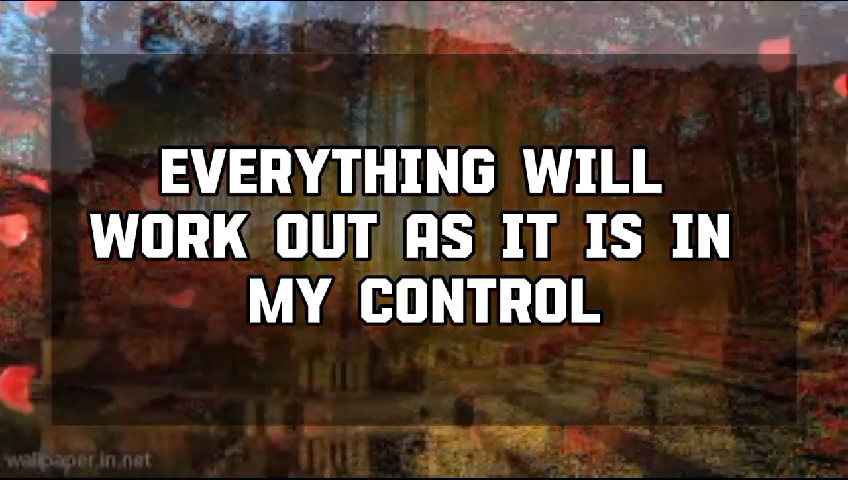 EVERYTHING WILL
WORK OUT AS IT IS IN
MY CONTROL
wallpaper.in.net